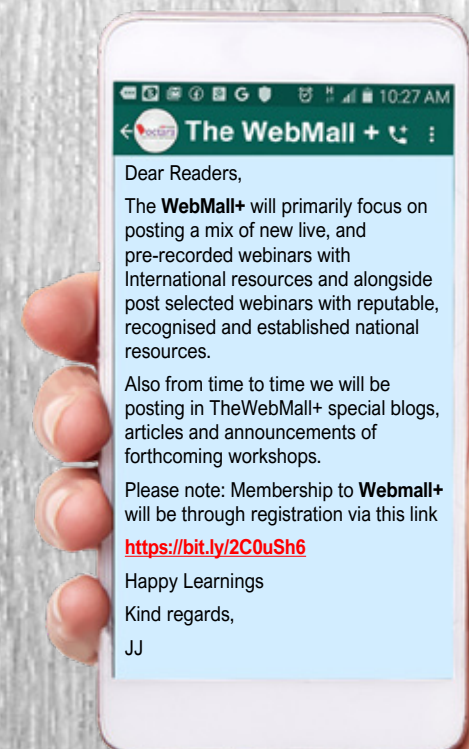 10:27 AM
octara
The WebMall +
Dear Readers,
The WebMall+ will primarily focus on
posting a mix of new live, and
pre-recorded webinars with
International resources and alongside
post selected webinars with reputable,
recognised and established national
resources.
Also from time to time we will be
posting in TheWebMall+ special blogs,
articles and announcements of
forthcoming workshops.
Please note: Membership to Webmall+
will be through registration via this link
https://bit.ly/2C0uSh6
Happy Learnings
Kind regards,
JJ